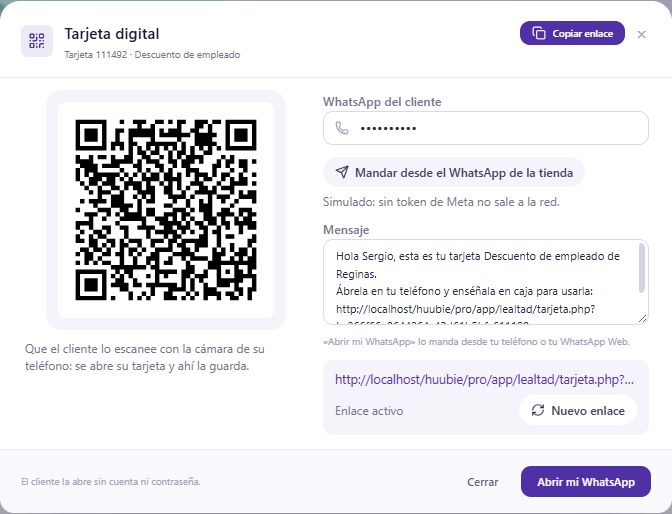 Tarjeta digital
Tarjeta 111492 · Descuento de empleado
Copiar enlace
Que el cliente lo escanee con la cámara de su
teléfono: se abre su tarjeta y ahí la guarda.
WhatsApp del cliente
••••••••••
Mandar desde el WhatsApp de la tienda
Simulado: sin token de Meta no sale a la red.
Mensaje
Hola Sergio, esta es tu tarjeta Descuento de empleado de
Reginas.
Ábrela en tu teléfono y enséñala en caja para usarla:
http://localhost/huubie/pro/app/lealtad/tarjeta.php?
«Abrir mi WhatsApp» lo manda desde tu teléfono o tu WhatsApp Web.
http://localhost/huubie/pro/app/lealtad/tarjeta.php?...
Enlace activo
Nuevo enlace
El cliente la abre sin cuenta ni contraseña.
Cerrar
Abrir mi WhatsApp